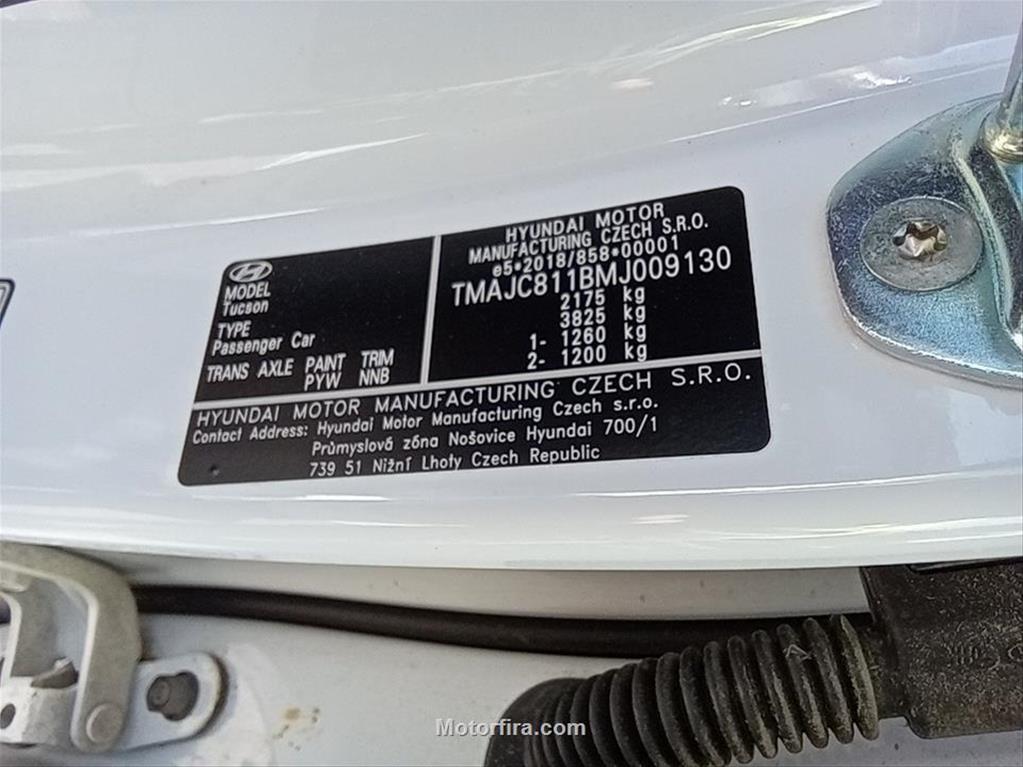 MODEL
Tucson
TYPE
Passenger Car
TRANS AXLE PAINT TRIM
PYW NNB
HYUNDAI MOTOR
MANUFACTURING CZECH S.R.O.
e5*2018/858*00001
TMAJC811BMJ009130
2175 kg
3825 kg
1- 1260 kg
2- 1200 kg
HYUNDAI MOTOR MANUFACTURING CZECH S.R.O.
Contact Address: Hyundai Motor Manufacturing Czech s.r.o.
Průmyslová zóna Nošovice Hyundai 700/1
739 51 Nižní Lhoty Czech Republic
Motorfira.com